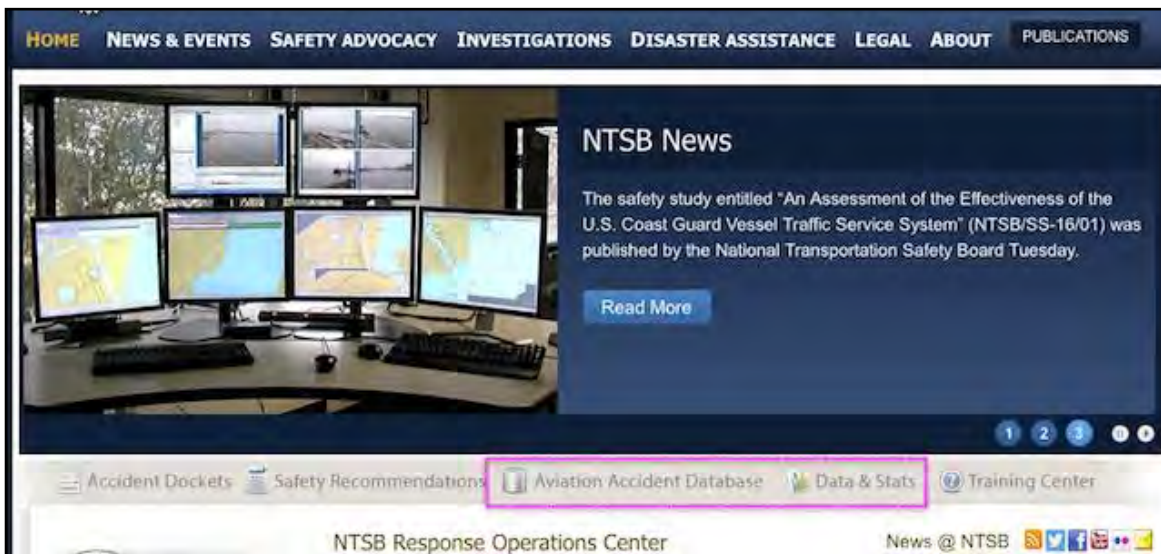 HOME NEWS & EVENTS SAFETY ADVOCACY INVESTIGATIONS DISASTER ASSISTANCE LEGAL ABOUT PUBLICATIONS
NTSB News
The safety study entitled "An Assessment of the Effectiveness of the
U.S. Coast Guard Vessel Traffic Service System" (NTSB/SS-16/01) was
published by the National Transportation Safety Board Tuesday.
Read More
1 2 3
Accident Dockets Safety Recommendations Aviation Accident Database Data & Stats Training Center
NTSB Response Operations Center
News @ NTSB